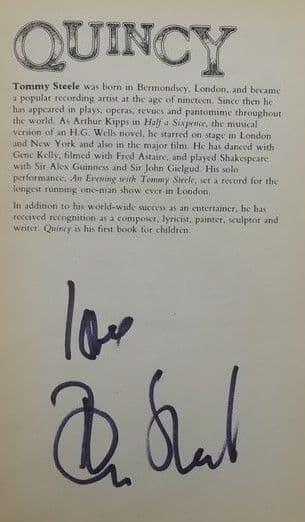 QUINCY
Tommy Steele was born in Bermondsey, London, and became
a popular recording artist at the age of nineteen. Since then he
has appeared in plays, operas, revues and pantomime throughout
the world. As Arthur Kipps in Half a Sixpence, the musical
version of an H.G. Wells novel, he starred on stage in London
and New York and also in the major film. He has danced with
Gene Kelly, filmed with Fred Astaire, and played Shakespeare
with Sir Alex Guinness and Sir John Gielgud. His solo
performance, An Evening with Tommy Steele, set a record for the
longest running one-man show ever in London.
In addition to his world-wide success as an entertainer, he has
received recognition as a composer, lyricist, painter, sculptor and
writer. Quincy is his first book for children.
love